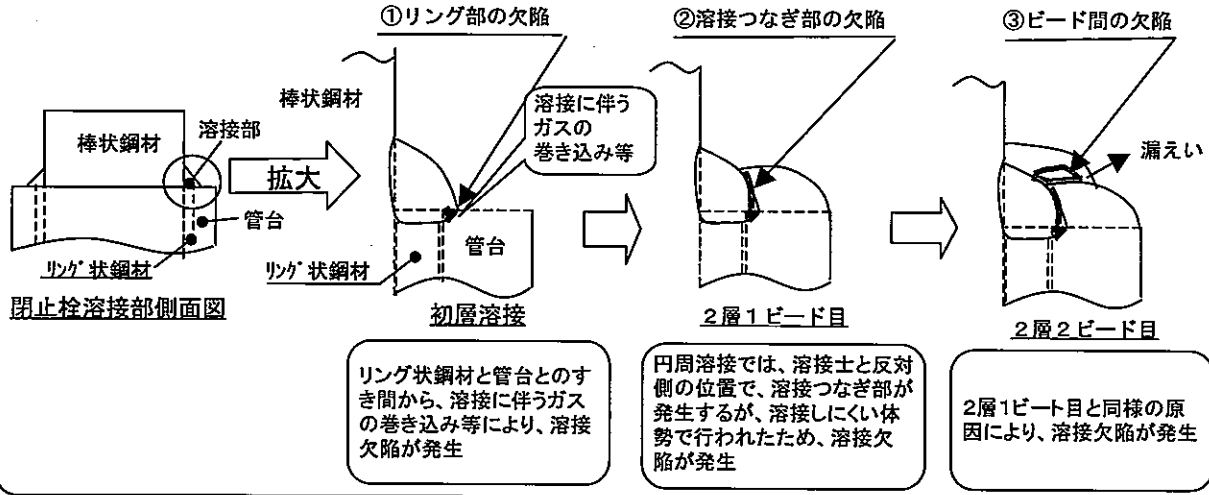 ①リング部の欠陥
②溶接つなぎ部の欠陥
③ビード間の欠陥
棒状鋼材
溶接に伴う
ガスの
巻き込み等
棒状鋼材
溶接部
漏えい
拡大
管台
管台
リング状鋼材
リング状鋼材
閉止栓溶接部側面図
初層溶接
2層1ビード目
2層2ビード目
リング状鋼材と管台とのす
き間から、溶接に伴うガス
の巻き込み等により、溶接
欠陥が発生
円周溶接では、溶接士と反対
側の位置で、溶接つなぎ部が
発生するが、溶接しにくい体
勢で行われたため、溶接欠
陥が発生
2層1ビート目と同様の原
因により、溶接欠陥が発生